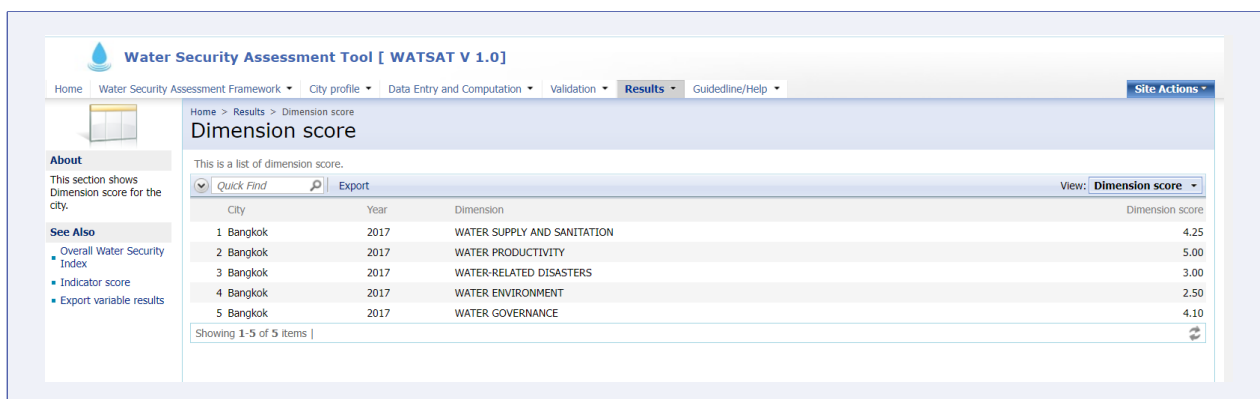 Water Security Assessment Tool [ WATSAT V 1.0]
Home Water Security Assessment Framework City profile Data Entry and Computation Validation Results Guidedline/Help Site Actions
Home > Results > Dimension score
Dimension score
About
This section shows
Dimension score for the
city.
See Also
Overall Water Security
Index
Indicator score
Export variable results
This is a list of dimension score.
Quick Find Export View: Dimension score
City Year Dimension Dimension score
1 Bangkok 2017 WATER SUPPLY AND SANITATION 4.25
2 Bangkok 2017 WATER PRODUCTIVITY 5.00
3 Bangkok 2017 WATER-RELATED DISASTERS 3.00
4 Bangkok 2017 WATER ENVIRONMENT 2.50
5 Bangkok 2017 WATER GOVERNANCE 4.10
Showing 1-5 of 5 items |